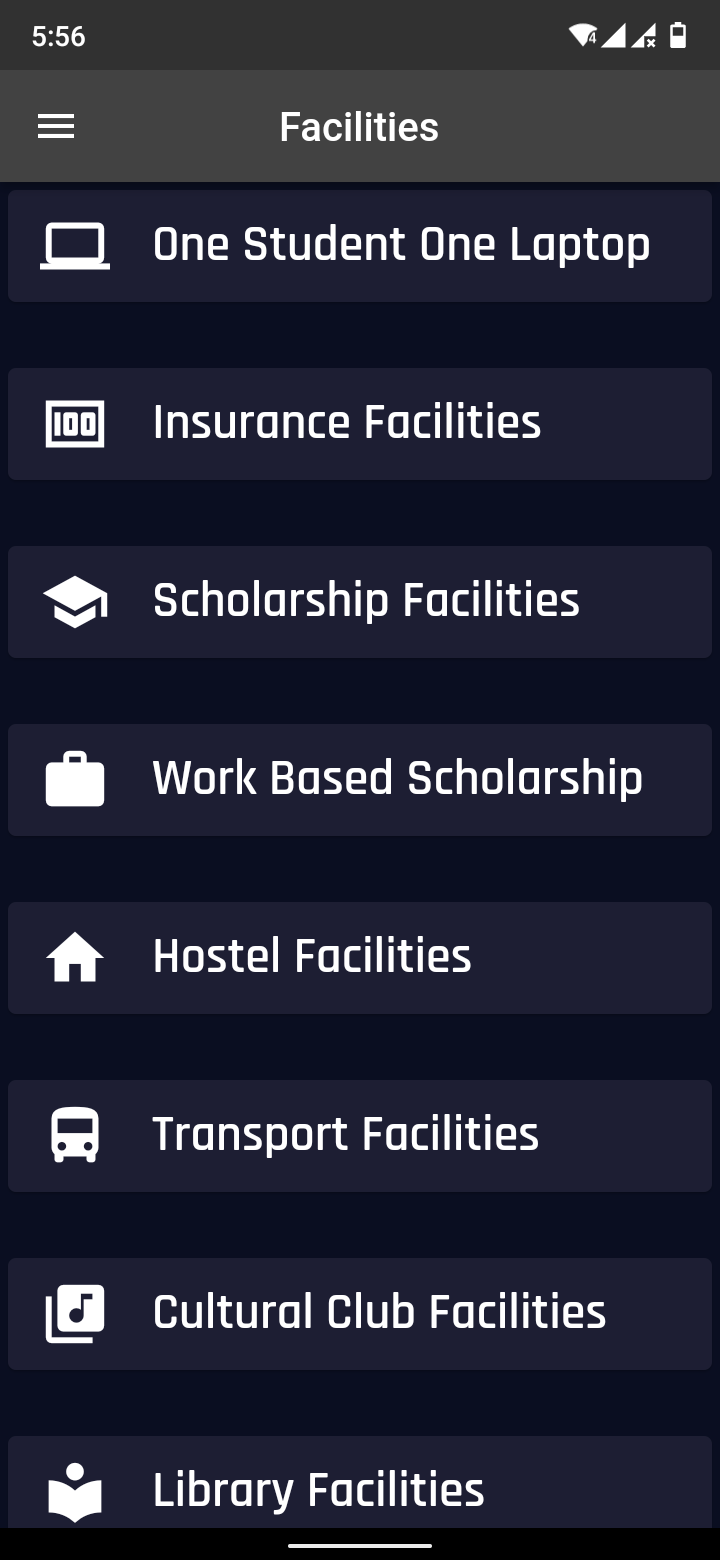 5:56
4
Facilities
One Student One Laptop
100
Insurance Facilities
Scholarship Facilities
Work Based Scholarship
Hostel Facilities
Transport Facilities
Cultural Club Facilities
Library Facilities